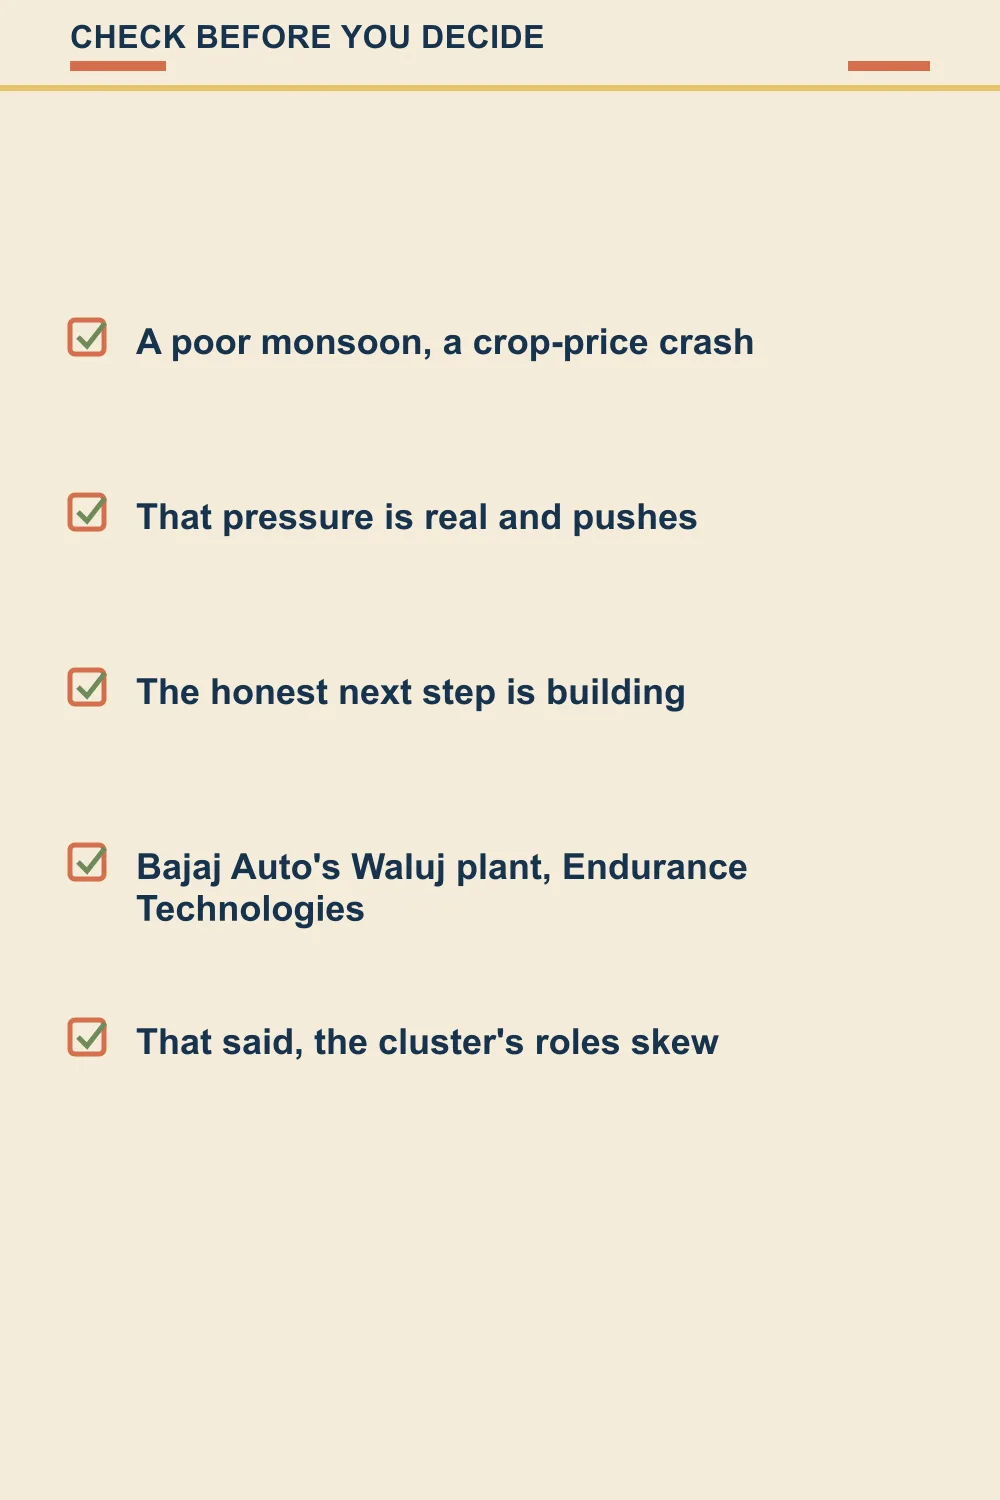 CHECK BEFORE YOU DECIDE
A poor monsoon, a crop-price crash
That pressure is real and pushes
The honest next step is building
Bajaj Auto's Waluj plant, Endurance
Technologies
That said, the cluster's roles skew